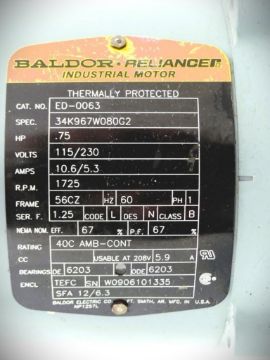 BALDOR · RELIANCER
INDUSTRIAL MOTOR
THERMALLY PROTECTED
CAT. NO. ED-0063
SPEC. 34K967W080G2
HP .75
VOLTS 115/230
AMPS 10.6/5.3
R.P.M. 1725
FRAME 56CZ HZ 60 PH 1
SER. F. 1.25 CODE L DES N CLASS B
NEMA NOM. EFF. 67 % P.F. 67 %
RATING 40C AMB-CONT
CC USABLE AT 208V 5.9 A
BEARINGS DE 6203 ODE 6203
ENCL TEFC SN W0906101335
SFA 12/6.3
BALDOR ELECTRIC CO. FT. SMITH, AR. MFG. IN U.S.A.
NP1257L